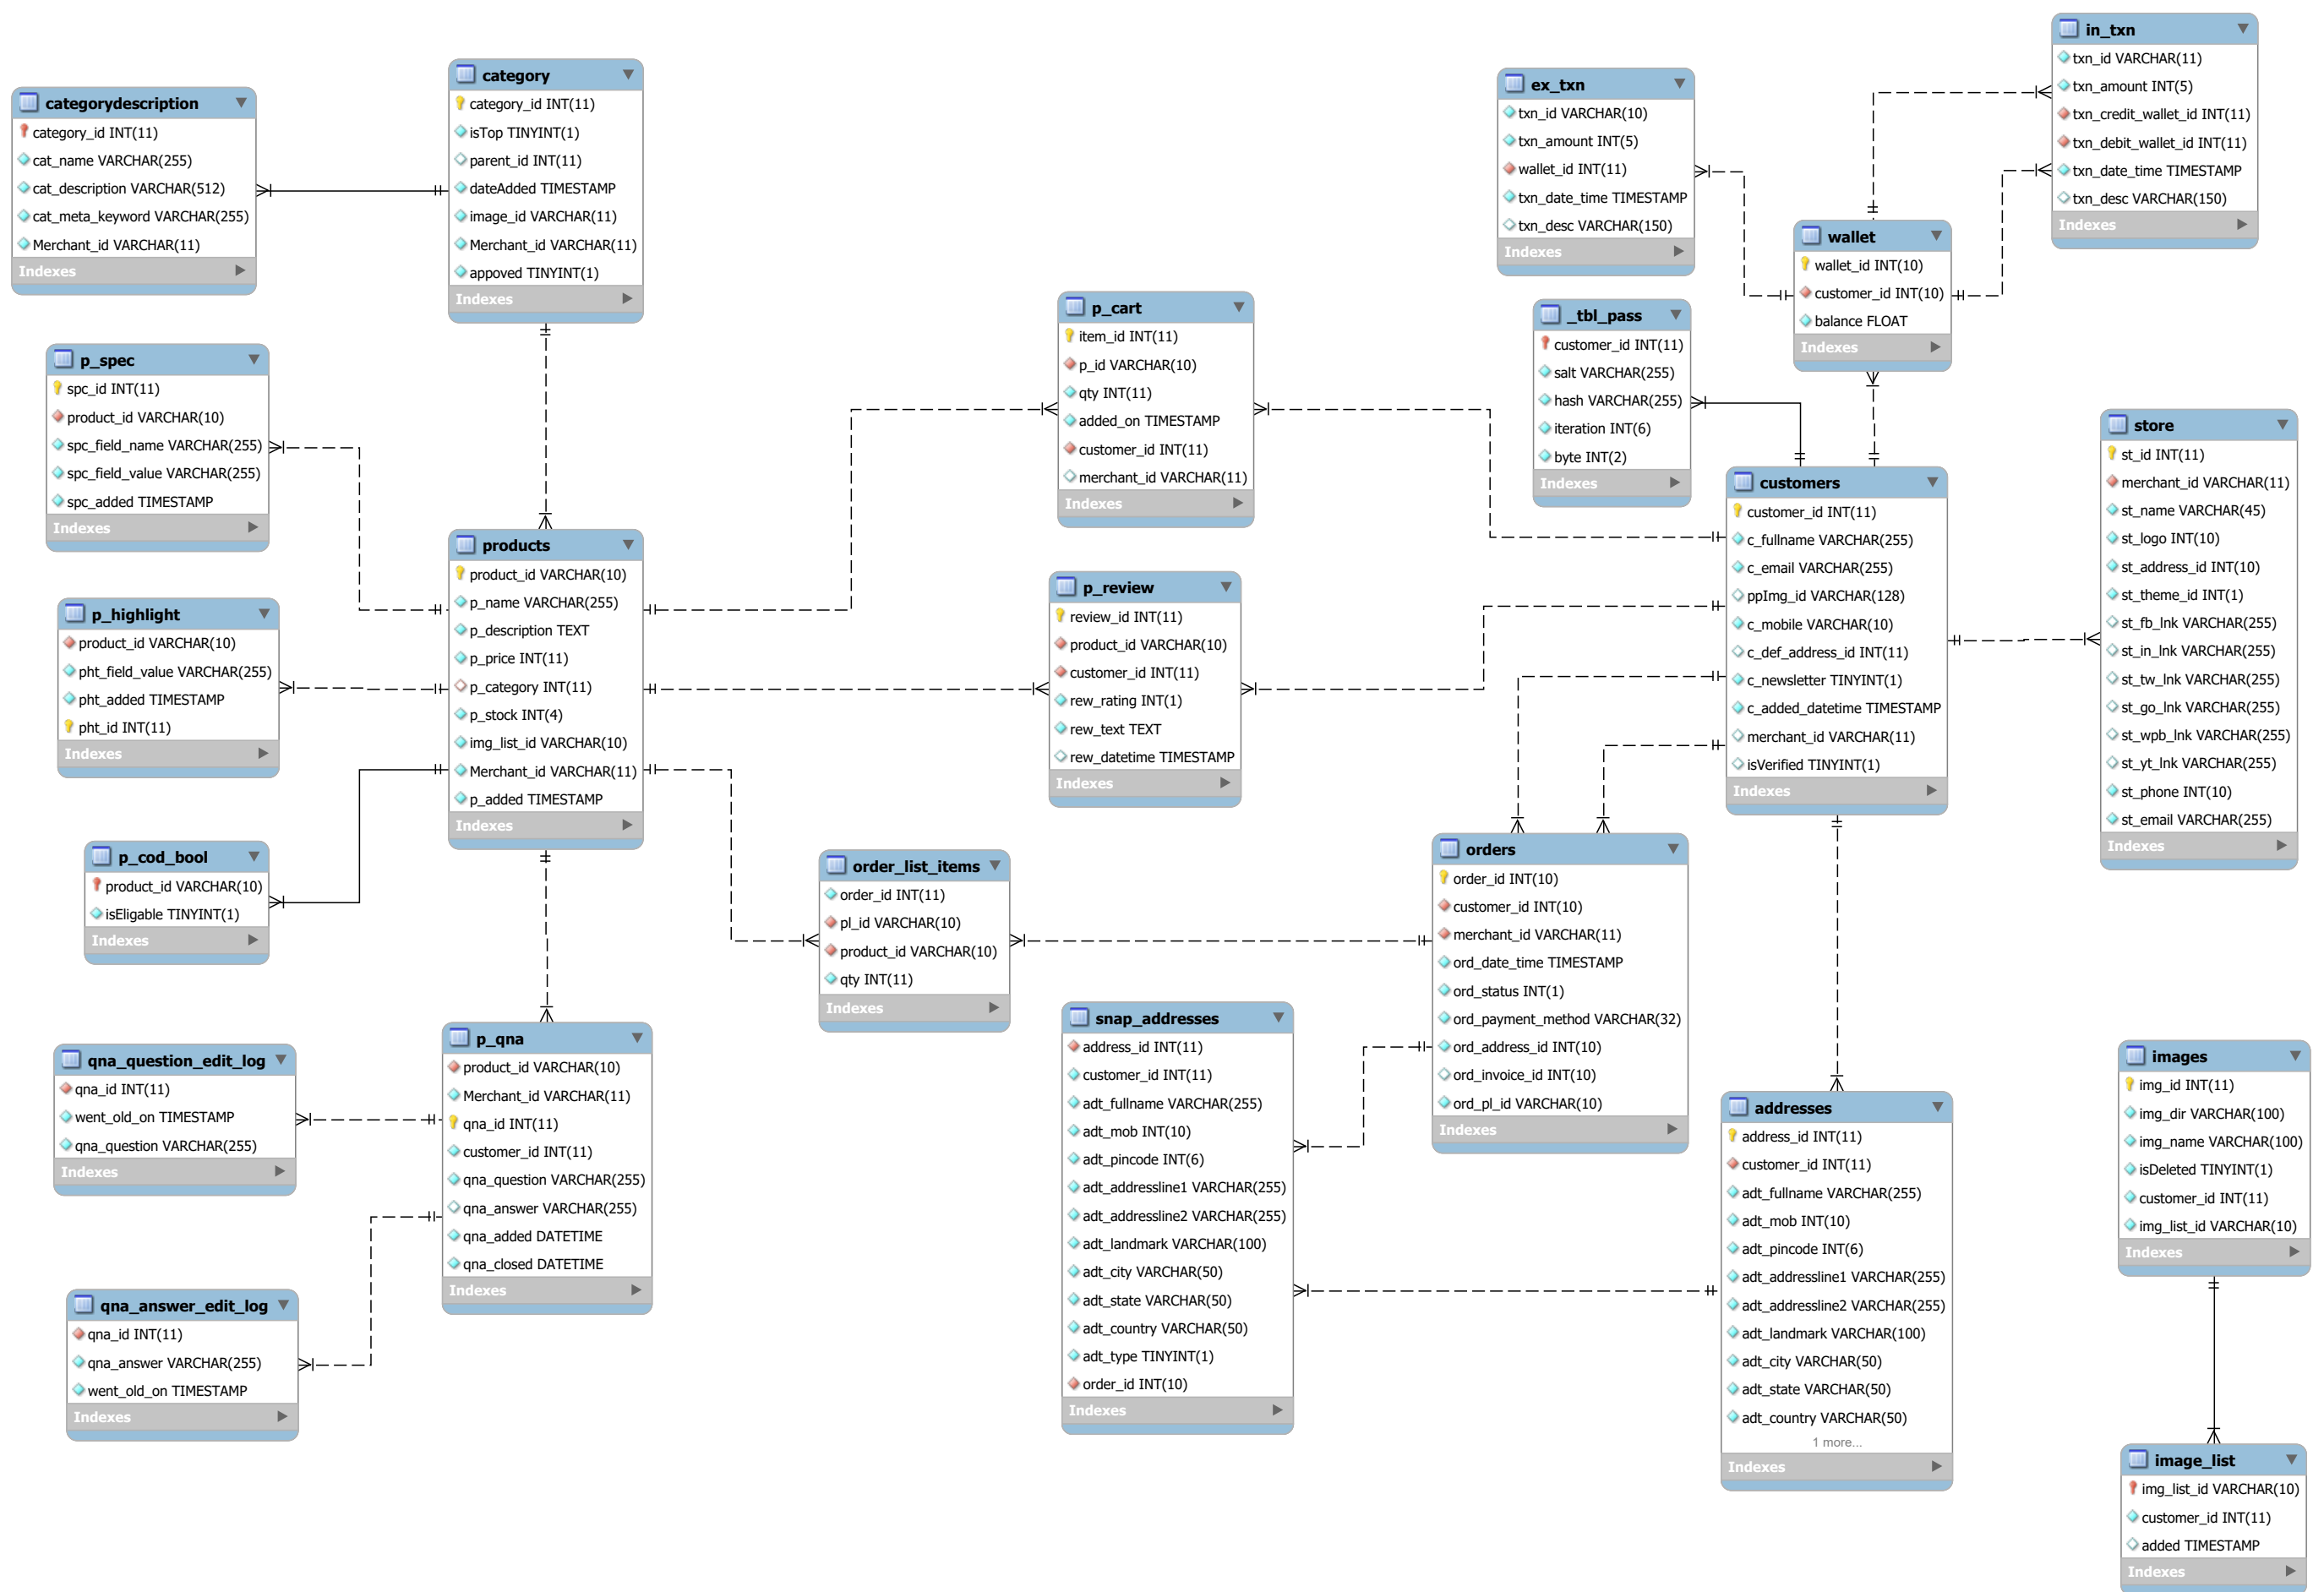 categorydescription
category_id INT(11)
cat_name VARCHAR(255)
cat_description VARCHAR(512)
cat_meta_keyword VARCHAR(255)
Merchant_id VARCHAR(11)
Indexes
category
category_id INT(11)
isTop TINYINT(1)
parent_id INT(11)
dateAdded TIMESTAMP
image_id VARCHAR(11)
Merchant_id VARCHAR(11)
appoved TINYINT(1)
Indexes
p_spec
spc_id INT(11)
product_id VARCHAR(10)
spc_field_name VARCHAR(255)
spc_field_value VARCHAR(255)
spc_added TIMESTAMP
Indexes
p_highlight
product_id VARCHAR(10)
pht_field_value VARCHAR(255)
pht_added TIMESTAMP
pht_id INT(11)
Indexes
p_cod_bool
product_id VARCHAR(10)
isEligable TINYINT(1)
Indexes
products
product_id VARCHAR(10)
p_name VARCHAR(255)
p_description TEXT
p_price INT(11)
p_category INT(11)
p_stock INT(4)
img_list_id VARCHAR(10)
Merchant_id VARCHAR(11)
p_added TIMESTAMP
Indexes
qna_question_edit_log
qna_id INT(11)
went_old_on TIMESTAMP
qna_question VARCHAR(255)
Indexes
qna_answer_edit_log
qna_id INT(11)
qna_answer VARCHAR(255)
went_old_on TIMESTAMP
Indexes
p_qna
product_id VARCHAR(10)
Merchant_id VARCHAR(11)
qna_id INT(11)
customer_id INT(11)
qna_question VARCHAR(255)
qna_answer VARCHAR(255)
qna_added DATETIME
qna_closed DATETIME
Indexes
p_cart
item_id INT(11)
p_id VARCHAR(10)
qty INT(11)
added_on TIMESTAMP
customer_id INT(11)
merchant_id VARCHAR(11)
Indexes
p_review
review_id INT(11)
product_id VARCHAR(10)
customer_id INT(11)
rew_rating INT(1)
rew_text TEXT
rew_datetime TIMESTAMP
Indexes
order_list_items
order_id INT(11)
pl_id VARCHAR(10)
product_id VARCHAR(10)
qty INT(11)
Indexes
snap_addresses
address_id INT(11)
customer_id INT(11)
adt_fullname VARCHAR(255)
adt_mob INT(10)
adt_pincode INT(6)
adt_addressline1 VARCHAR(255)
adt_addressline2 VARCHAR(255)
adt_landmark VARCHAR(100)
adt_city VARCHAR(50)
adt_state VARCHAR(50)
adt_country VARCHAR(50)
adt_type TINYINT(1)
order_id INT(10)
Indexes
ex_txn
txn_id VARCHAR(10)
txn_amount INT(5)
wallet_id INT(11)
txn_date_time TIMESTAMP
txn_desc VARCHAR(150)
Indexes
in_txn
txn_id VARCHAR(11)
txn_amount INT(5)
txn_credit_wallet_id INT(11)
txn_debit_wallet_id INT(11)
txn_date_time TIMESTAMP
txn_desc VARCHAR(150)
Indexes
wallet
wallet_id INT(10)
customer_id INT(10)
balance FLOAT
Indexes
_tbl_pass
customer_id INT(11)
salt VARCHAR(255)
hash VARCHAR(255)
iteration INT(6)
byte INT(2)
Indexes
customers
customer_id INT(11)
c_fullname VARCHAR(255)
c_email VARCHAR(255)
ppImg_id VARCHAR(128)
c_mobile VARCHAR(10)
c_def_address_id INT(11)
c_newsletter TINYINT(1)
c_added_datetime TIMESTAMP
merchant_id VARCHAR(11)
isVerified TINYINT(1)
Indexes
store
st_id INT(11)
merchant_id VARCHAR(11)
st_name VARCHAR(45)
st_logo INT(10)
st_address_id INT(10)
st_theme_id INT(1)
st_fb_lnk VARCHAR(255)
st_in_lnk VARCHAR(255)
st_tw_lnk VARCHAR(255)
st_go_lnk VARCHAR(255)
st_wpb_lnk VARCHAR(255)
st_yt_lnk VARCHAR(255)
st_phone INT(10)
st_email VARCHAR(255)
Indexes
orders
order_id INT(10)
customer_id INT(10)
merchant_id VARCHAR(11)
ord_date_time TIMESTAMP
ord_status INT(1)
ord_payment_method VARCHAR(32)
ord_address_id INT(10)
ord_invoice_id INT(10)
ord_pl_id VARCHAR(10)
Indexes
addresses
address_id INT(11)
customer_id INT(11)
adt_fullname VARCHAR(255)
adt_mob INT(10)
adt_pincode INT(6)
adt_addressline1 VARCHAR(255)
adt_addressline2 VARCHAR(255)
adt_landmark VARCHAR(100)
adt_city VARCHAR(50)
adt_state VARCHAR(50)
adt_country VARCHAR(50)
1 more...
Indexes
images
img_id INT(11)
img_dir VARCHAR(100)
img_name VARCHAR(100)
isDeleted TINYINT(1)
customer_id INT(11)
img_list_id VARCHAR(10)
Indexes
image_list
img_list_id VARCHAR(10)
customer_id INT(11)
added TIMESTAMP
Indexes